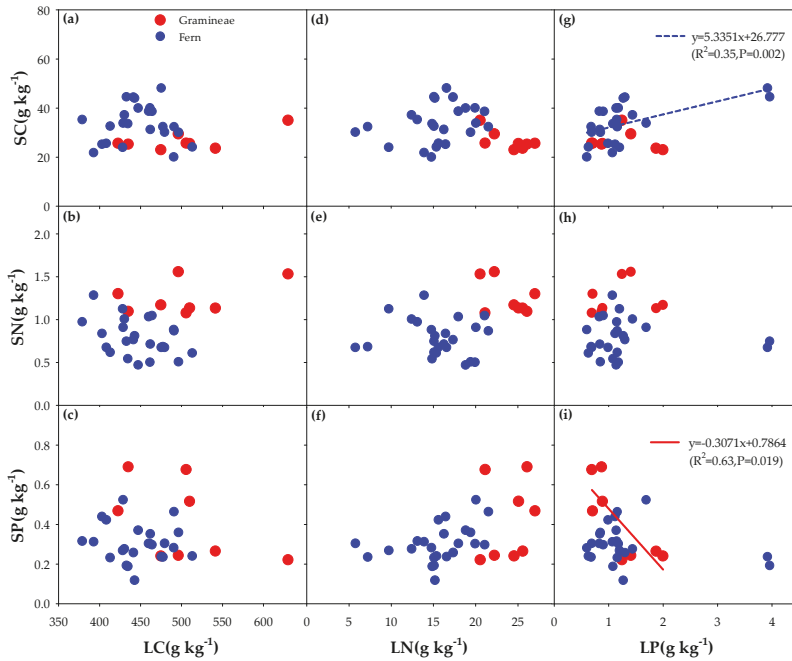 (a)
Gramineae
Fern
(d)
(g)
y=5.3351x+26.777
(R²=0.35,P=0.002)
80
60
40
20
0
SC(g kg⁻¹)
(b)
(e)
(h)
2.0
1.5
1.0
0.5
0.0
SN(g kg⁻¹)
(c)
(f)
(i)
y=-0.3071x+0.7864
(R²=0.63,P=0.019)
0.8
0.6
0.4
0.2
0.0
SP(g kg⁻¹)
350 400 450 500 550 600
5 10 15 20 25
0 1 2 3 4
LC(g kg⁻¹)
LN(g kg⁻¹)
LP(g kg⁻¹)